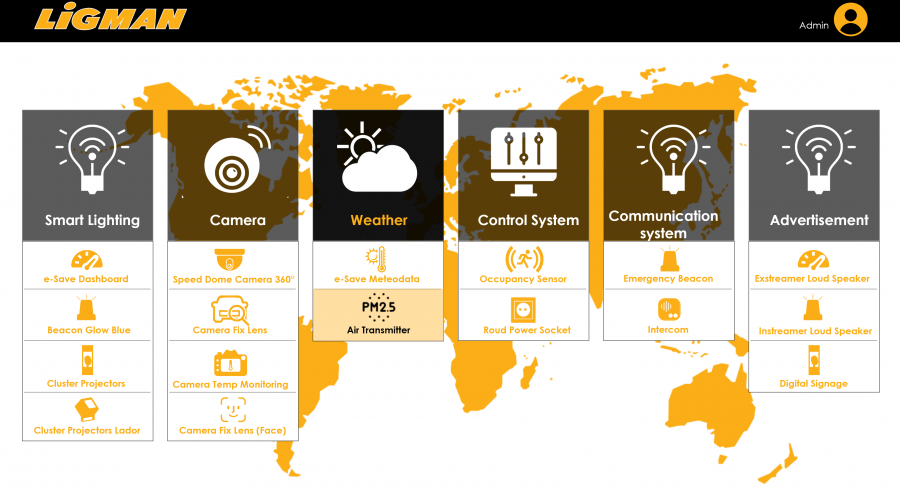 LiGMAN
Admin
Smart Lighting
e-Save Dashboard
Beacon Glow Blue
Cluster Projectors
Cluster Projectors Lador
Camera
Speed Dome Camera 360°
Camera Fix Lens
Camera Temp Monitoring
Camera Fix Lens (Face)
Weather
e-Save Meteodata
PM2.5
Air Transmitter
Control System
Occupancy Sensor
Roud Power Socket
Communication
system
Emergency Beacon
Intercom
Advertisement
Exstreamer Loud Speaker
Instreamer Loud Speaker
Digital Signage